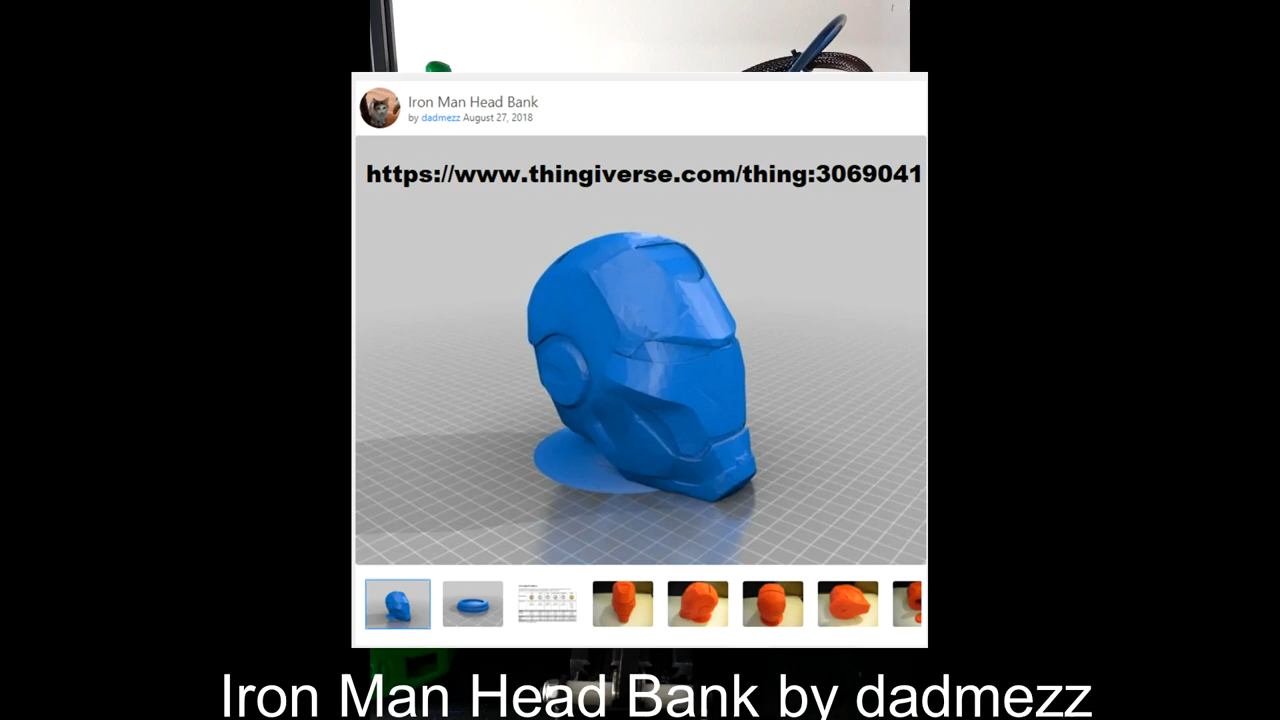 Iron Man Head Bank
by dadmezz August 27, 2018
https://www.thingiverse.com/thing:3069041
Iron Man Head Bank by dadmezz